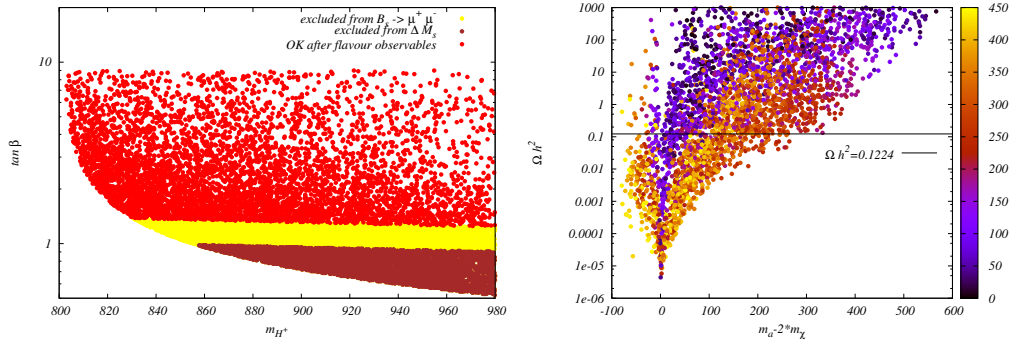 excluded from B_s -> μ^+ μ^-
excluded from Δ M_s
OK after flavour observables
10
1
tan β
800 820 840 860 880 900 920 940 960 980
m_H^+
1000
100
10
1
0.1
0.01
0.001
0.0001
1e-05
1e-06
Ω h^2
Ω h^2=0.1224
-100 0 100 200 300 400 500 600
m_a-2*m_χ
450
400
350
300
250
200
150
100
50
0